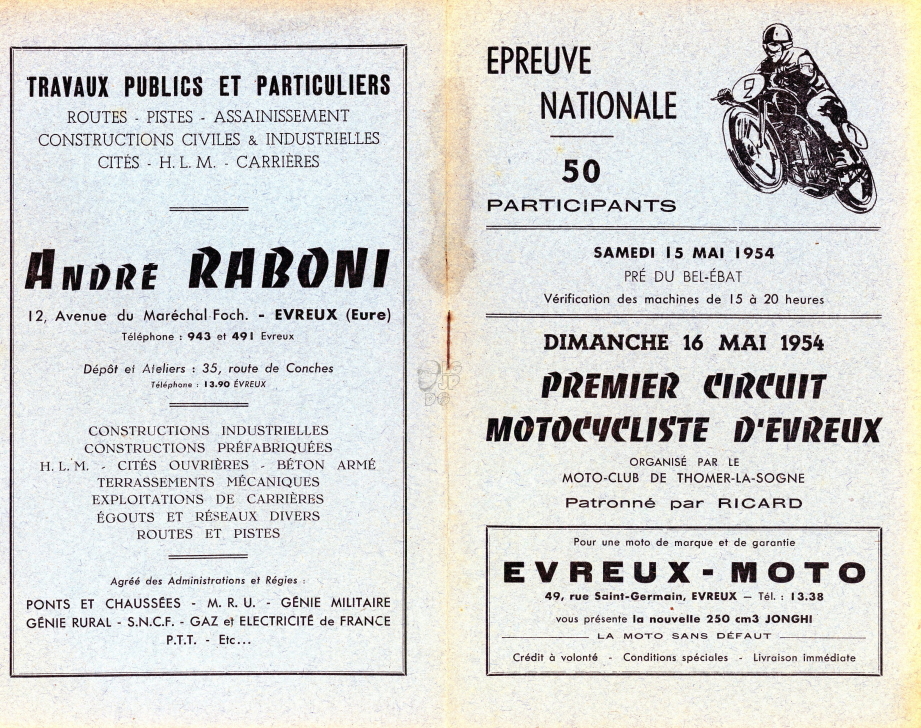 TRAVAUX PUBLICS ET PARTICULIERS
ROUTES - PISTES - ASSAINISSEMENT
CONSTRUCTIONS CIVILES & INDUSTRIELLES
CITÉS - H. L. M. - CARRIÈRES
ANDRÉ RABONI
12, Avenue du Maréchal Foch. - EVREUX (Eure)
Téléphone : 943 et 491 Evreux
Dépôt et Ateliers : 35, route de Conches
Téléphone : 13.90 ÉVREUX
CONSTRUCTIONS INDUSTRIELLES
CONSTRUCTIONS PRÉFABRIQUÉES
H. L. M. - CITÉS OUVRIÈRES - BÉTON ARMÉ
TERRASSEMENTS MÉCANIQUES
EXPLOITATIONS DE CARRIÈRES
ÉGOUTS ET RÉSEAUX DIVERS
ROUTES ET PISTES
Agréé des Administrations et Régies :
PONTS ET CHAUSSÉES - M. R. U. - GÉNIE MILITAIRE
GÉNIE RURAL - S.N.C.F. - GAZ et ELECTRICITÉ de FRANCE
P.T.T. - Etc...
EPREUVE
NATIONALE
50
PARTICIPANTS
2
SAMEDI 15 MAI 1954
PRÉ DU BEL-ÉBAT
Vérification des machines de 15 à 20 heures
DIMANCHE 16 MAI 1954
PREMIER CIRCUIT
MOTOCYCLISTE D'EVREUX
ORGANISÉ PAR LE
MOTO-CLUB DE THOMER-LA-SOGNE
Patronné par RICARD
Pour une moto de marque et de garantie
EVREUX-MOTO
49, rue Saint-Germain, EVREUX — Tél. : 13.38
vous présente la nouvelle 250 cm3 JONGHI
LA MOTO SANS DÉFAUT
Crédit à volonté - Conditions spéciales - Livraison immédiate